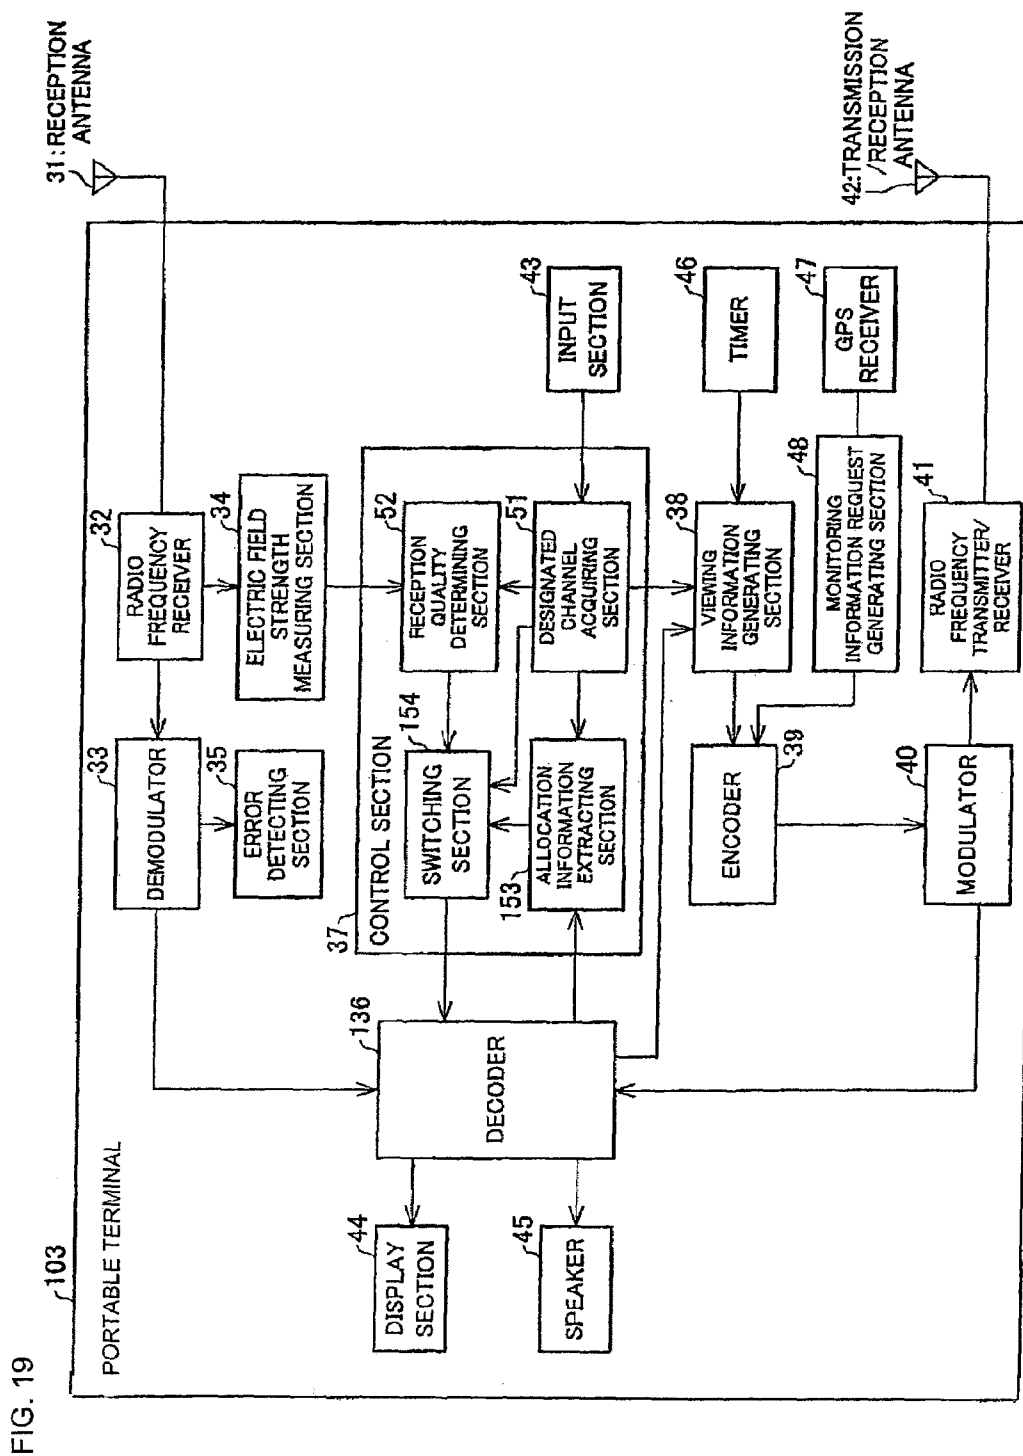 FIG. 19
103
PORTABLE TERMINAL
31:RECEPTION
ANTENNA
32
RADIO
FREQUENCY
RECEIVER
33
DEMODULATOR
34
ELECTRIC FIELD
STRENGTH
MEASURING SECTION
35
ERROR
DETECTING
SECTION
37
CONTROL SECTION
52
RECEPTION
QUALITY
DETERMINING
SECTION
154
SWITCHING
SECTION
51
DESIGNATED
CHANNEL
ACQUIRING
SECTION
153
ALLOCATION
INFORMATION
EXTRACTING
SECTION
43
INPUT
SECTION
136
DECODER
44
DISPLAY
SECTION
45
SPEAKER
46
TIMER
38
VIEWING
INFORMATION
GENERATING
SECTION
47
GPS
RECEIVER
48
MONITORING
INFORMATION REQUEST
GENERATING SECTION
39
ENCODER
40
MODULATOR
41
RADIO
FREQUENCY
TRANSMITTER/
RECEIVER
42:TRANSMISSION
/RECEPTION
ANTENNA